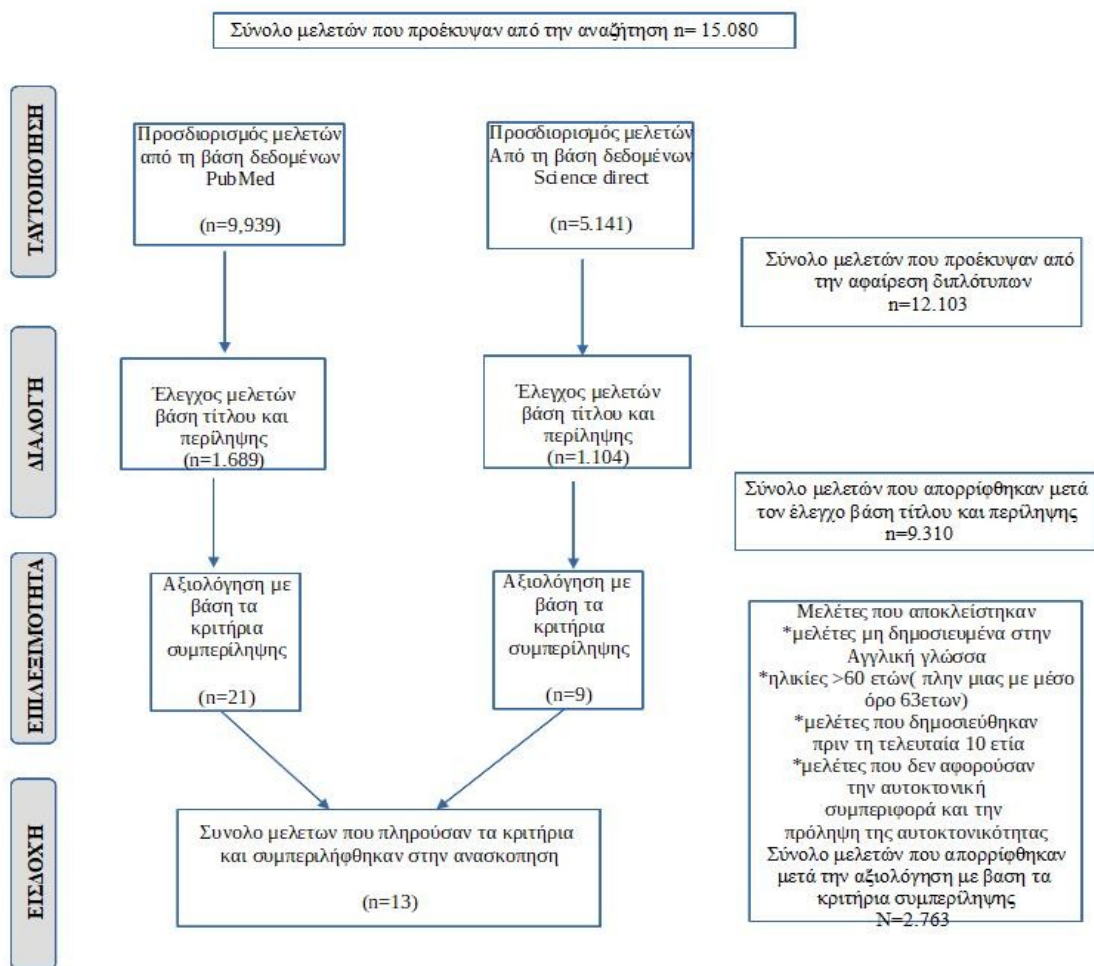 Σύνολο μελετών που προέκυψαν από την αναζήτηση n= 15.080
ΤΑΥΤΟΠΟΊΗΣΗ
Προσδιορισμός μελετών
από τη βάση δεδομένων
PubMed
(n=9,939)
Προσδιορισμός μελετών
Από τη βάση δεδομένων
Science direct
(n=5.141)
Σύνολο μελετών που προέκυψαν από
την αφαίρεση διπλότυπων
n=12.103
ΔΙΑΛΟΓΗ
Έλεγχος μελετών
βάση τίτλου και
περίληψης
(n=1.689)
Έλεγχος μελετών
βάση τίτλου και
περίληψης
(n=1.104)
Σύνολο μελετών που απορρίφθηκαν μετά
τον έλεγχο βάση τίτλου και περίληψης
n=9.310
ΕΠΙΛΕΞΙΜΟΤΗΤΑ
Αξιολόγηση με
βάση τα
κριτήρια
συμπερίληψης
(n=21)
Αξιολόγηση με
βάση τα
κριτήρια
συμπερίληψης
(n=9)
Μελέτες που αποκλείστηκαν
*μελέτες μη δημοσιευμένα στην
Αγγλική γλώσσα
*ηλικίες >60 ετών( πλην μιας με μέσο
όρο 63ετων)
*μελέτες που δημοσιεύθηκαν
πριν τη τελευταία 10 ετία
*μελέτες που δεν αφορούσαν
την αυτοκτονική
συμπεριφορά και την
πρόληψη της αυτοκτονικότητας
Σύνολο μελετών που απορρίφθηκαν
μετά την αξιολόγηση με βαση τα
κριτήρια συμπερίληψης
N=2.763
ΕΙΣΔΟΧΗ
Συνολο μελετων που πληρούσαν τα κριτήρια
και συμπεριλήφθηκαν στην ανασκοπηση
(n=13)